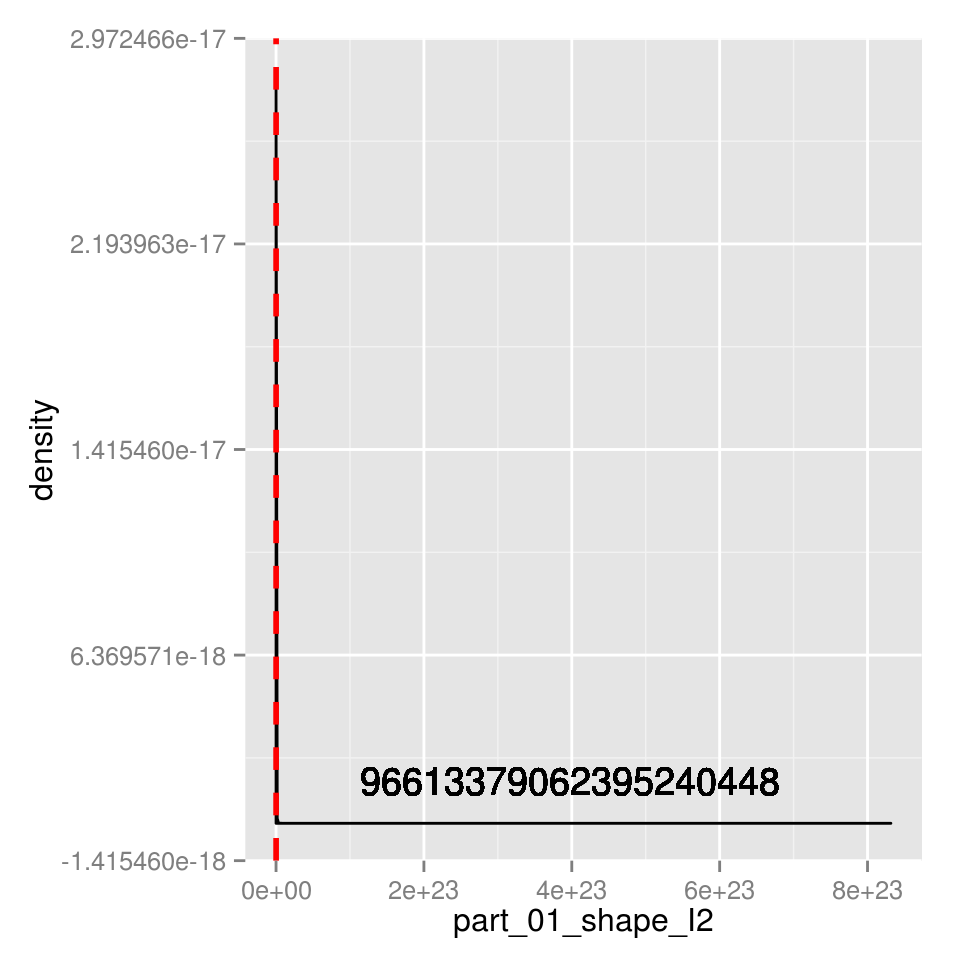 2.972466e-17
2.193963e-17
1.415460e-17
6.369571e-18
-1.415460e-18
density
96613379062395240448
0e+00 2e+23 4e+23 6e+23 8e+23
part_01_shape_I2